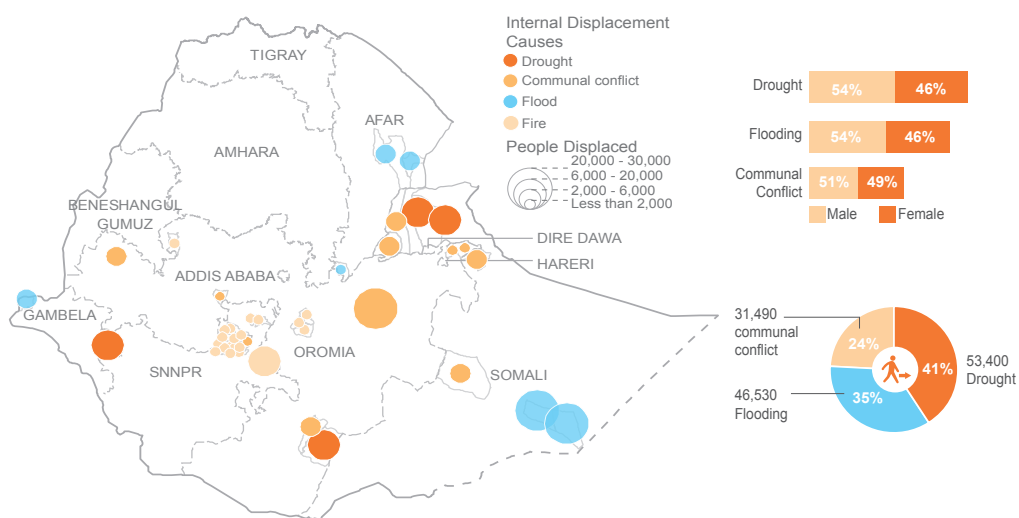 TIGRAY
AFAR
AMHARA
BENESHANGUL
GUMUZ
DIRE DAWA
HARERI
ADDIS ABABA
GAMBELA
SNNPR
OROMIA
SOMALI
Internal Displacement
Causes
Drought
Communal conflict
Flood
Fire
People Displaced
20,000 - 30,000
6,000 - 20,000
2,000 - 6,000
Less than 2,000
Drought
54%
46%
Flooding
54%
46%
Communal
Conflict
51%
49%
Male
Female
31,490
communal
conflict
24%
41%
53,400
Drought
46,530
Flooding
35%